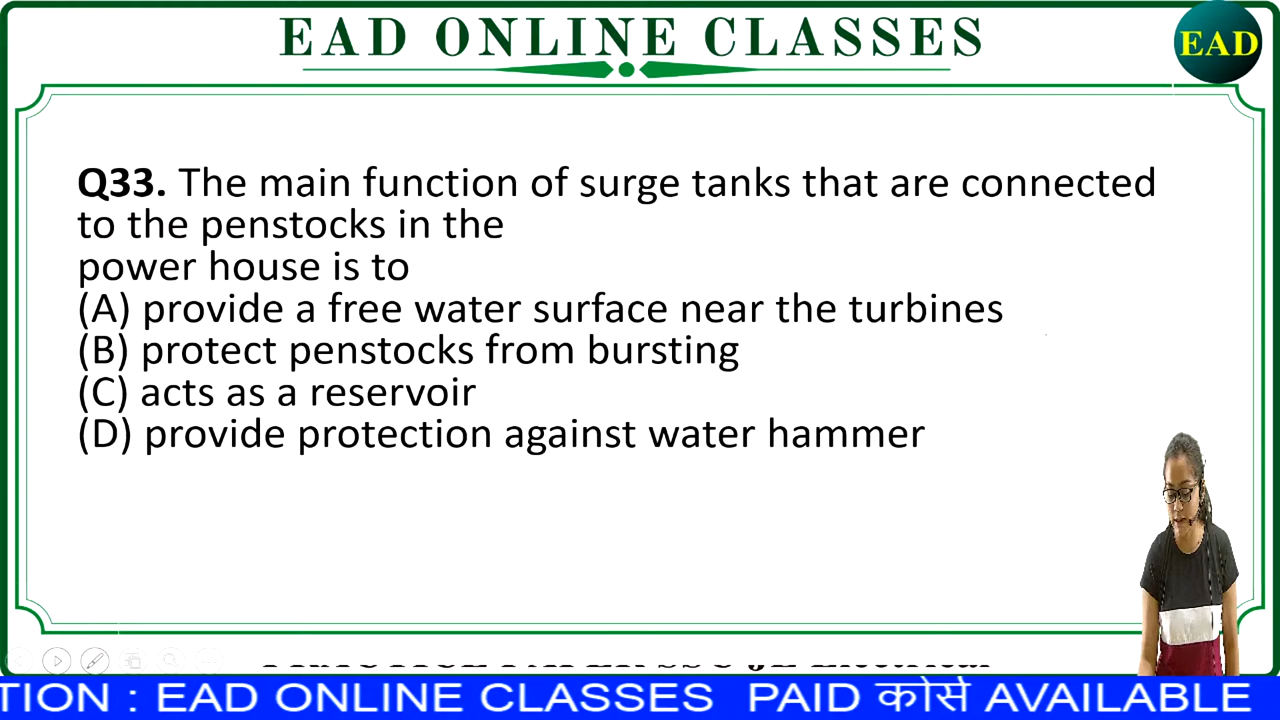 EAD ONLINE CLASSES
EAD
Q33. The main function of surge tanks that are connected
to the penstocks in the
power house is to
(A) provide a free water surface near the turbines
(B) protect penstocks from bursting
(C) acts as a reservoir
(D) provide protection against water hammer
TION : EAD ONLINE CLASSES PAID कोर्स AVAILABLE